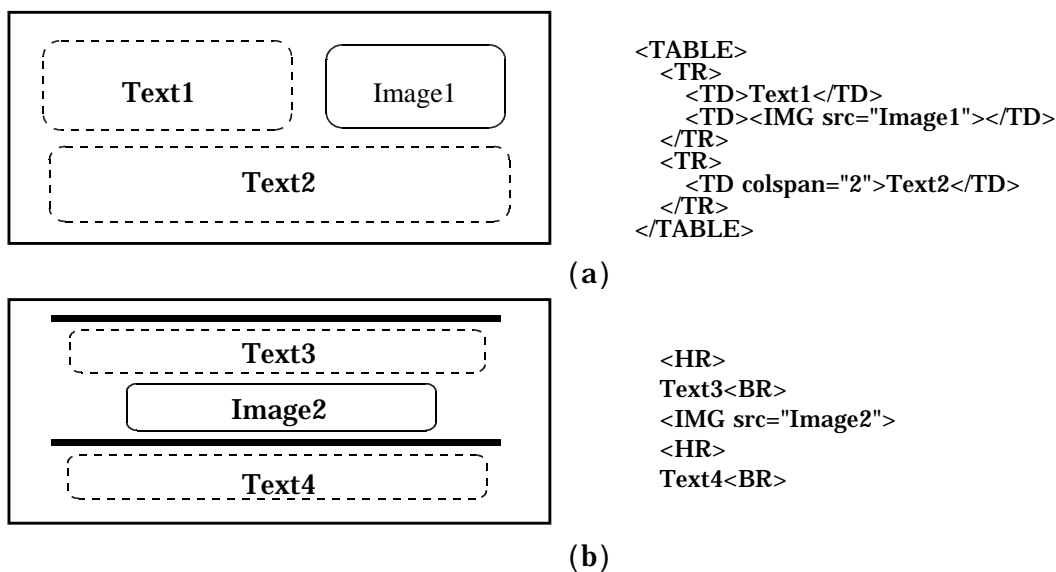 Text1 Image1
Text2
<TABLE>
<TR>
<TD>Text1</TD>
<TD><IMG src="Image1"></TD>
</TR>
<TR>
<TD colspan="2">Text2</TD>
</TR>
</TABLE>
(a)
Text3
Image2
Text4
<HR>
Text3<BR>
<IMG src="Image2">
<HR>
Text4<BR>
(b)